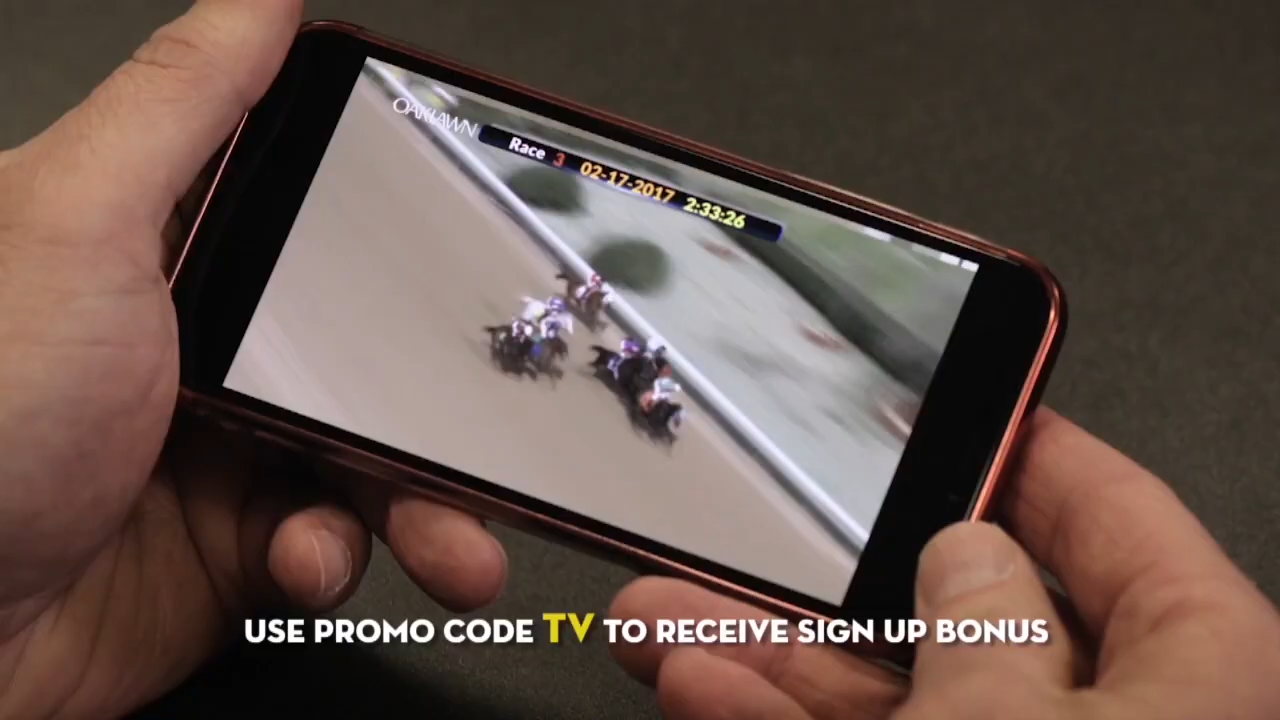 OAKLAWN
Race 3 02-17-2017 2:33:26
USE PROMO CODE TV TO RECEIVE SIGN UP BONUS